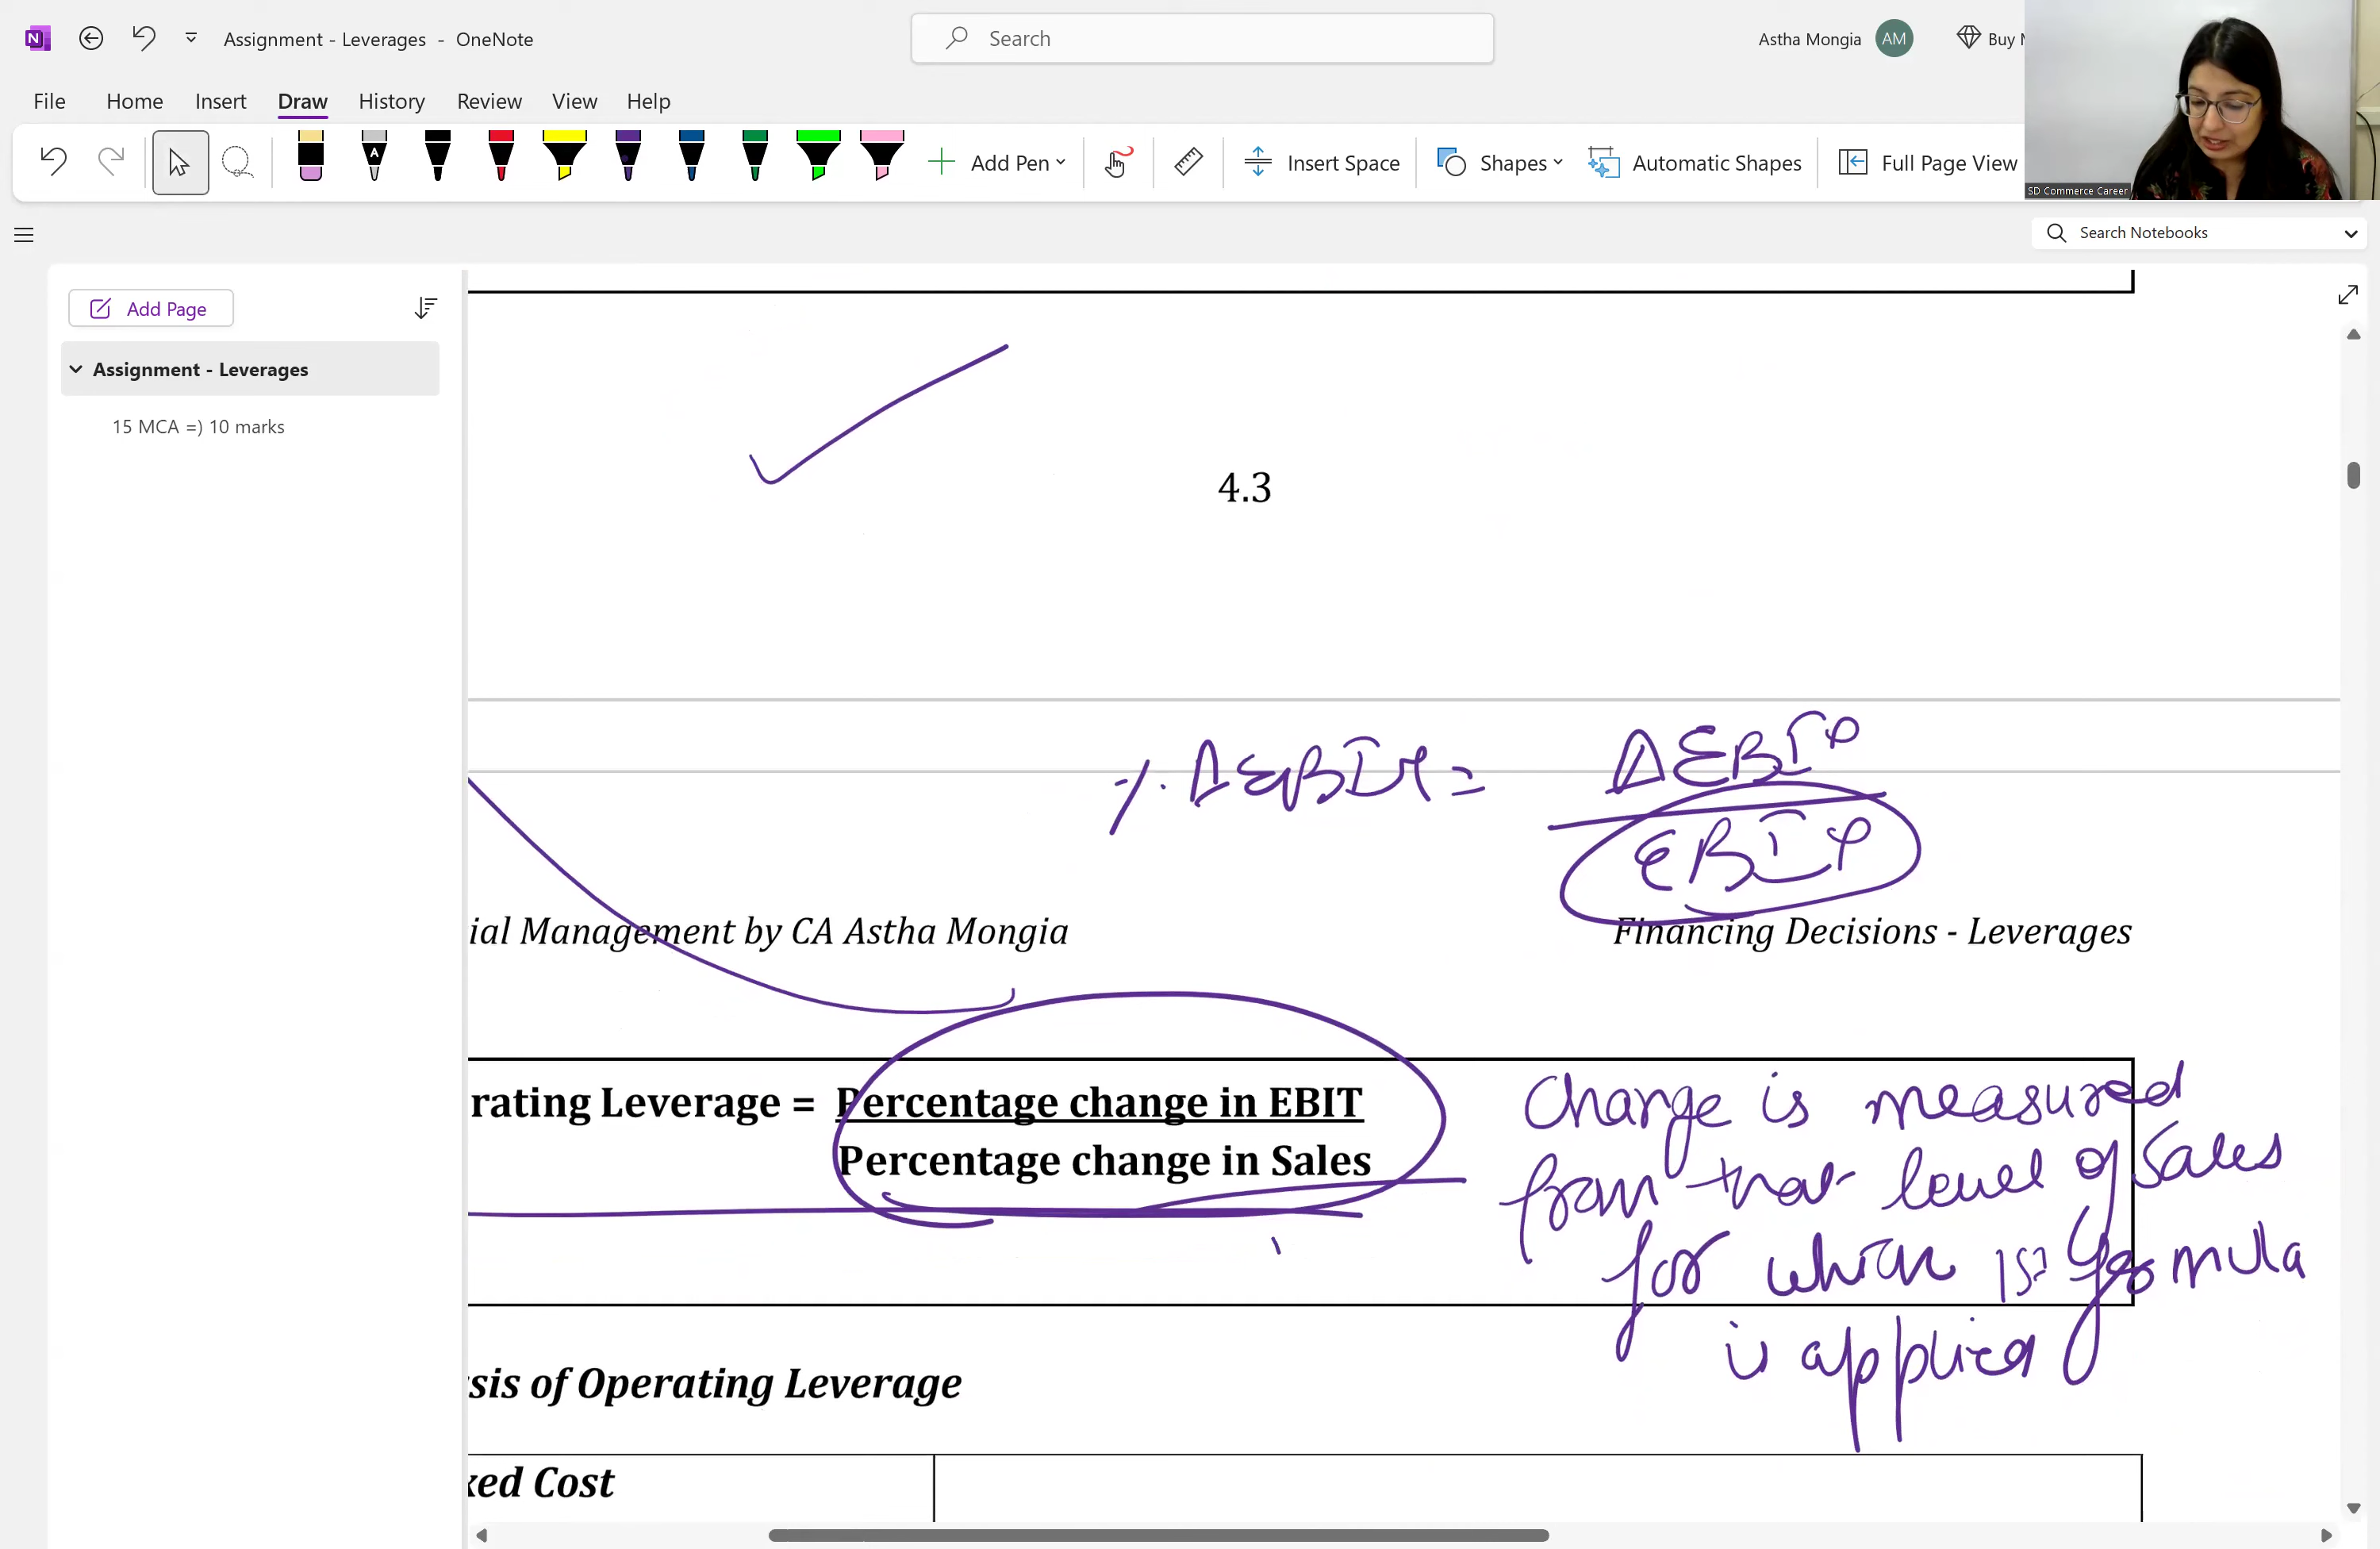 Assignment - Leverages - OneNote
Search
Astha Mongia
AM
Buy
File Home Insert Draw History Review View Help
Add Pen
Insert Space
Shapes
Automatic Shapes
Full Page View
SD Commerce Career
Search Notebooks
Add Page
Assignment - Leverages
15 MCA =) 10 marks
4.3
%. Δ EBIT = Δ EBIT
EBIT
ial Management by CA Astha Mongia
Financing Decisions - Leverages
rating Leverage = Percentage change in EBIT
Percentage change in Sales
Change is measured
from that level of Sales
for which 1st formula
is applied
sis of Operating Leverage
xed Cost